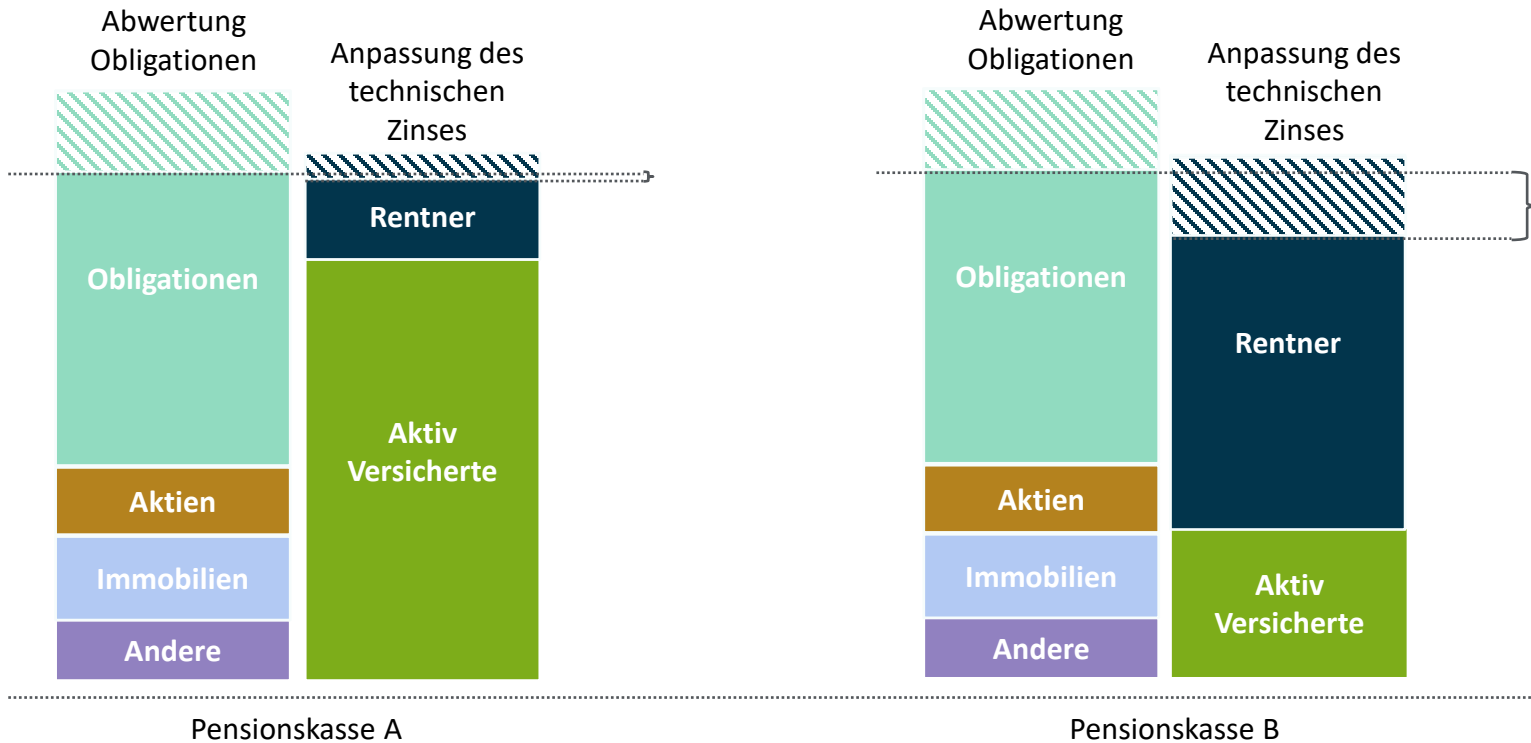 Abwertung
Obligationen
Anpassung des
technischen
Zinses
Rentner
Obligationen
Aktiv
Versicherte
Aktien
Immobilien
Andere
Pensionskasse A
Abwertung
Obligationen
Anpassung des
technischen
Zinses
Obligationen
Rentner
Aktien
Immobilien
Aktiv
Versicherte
Andere
Pensionskasse B